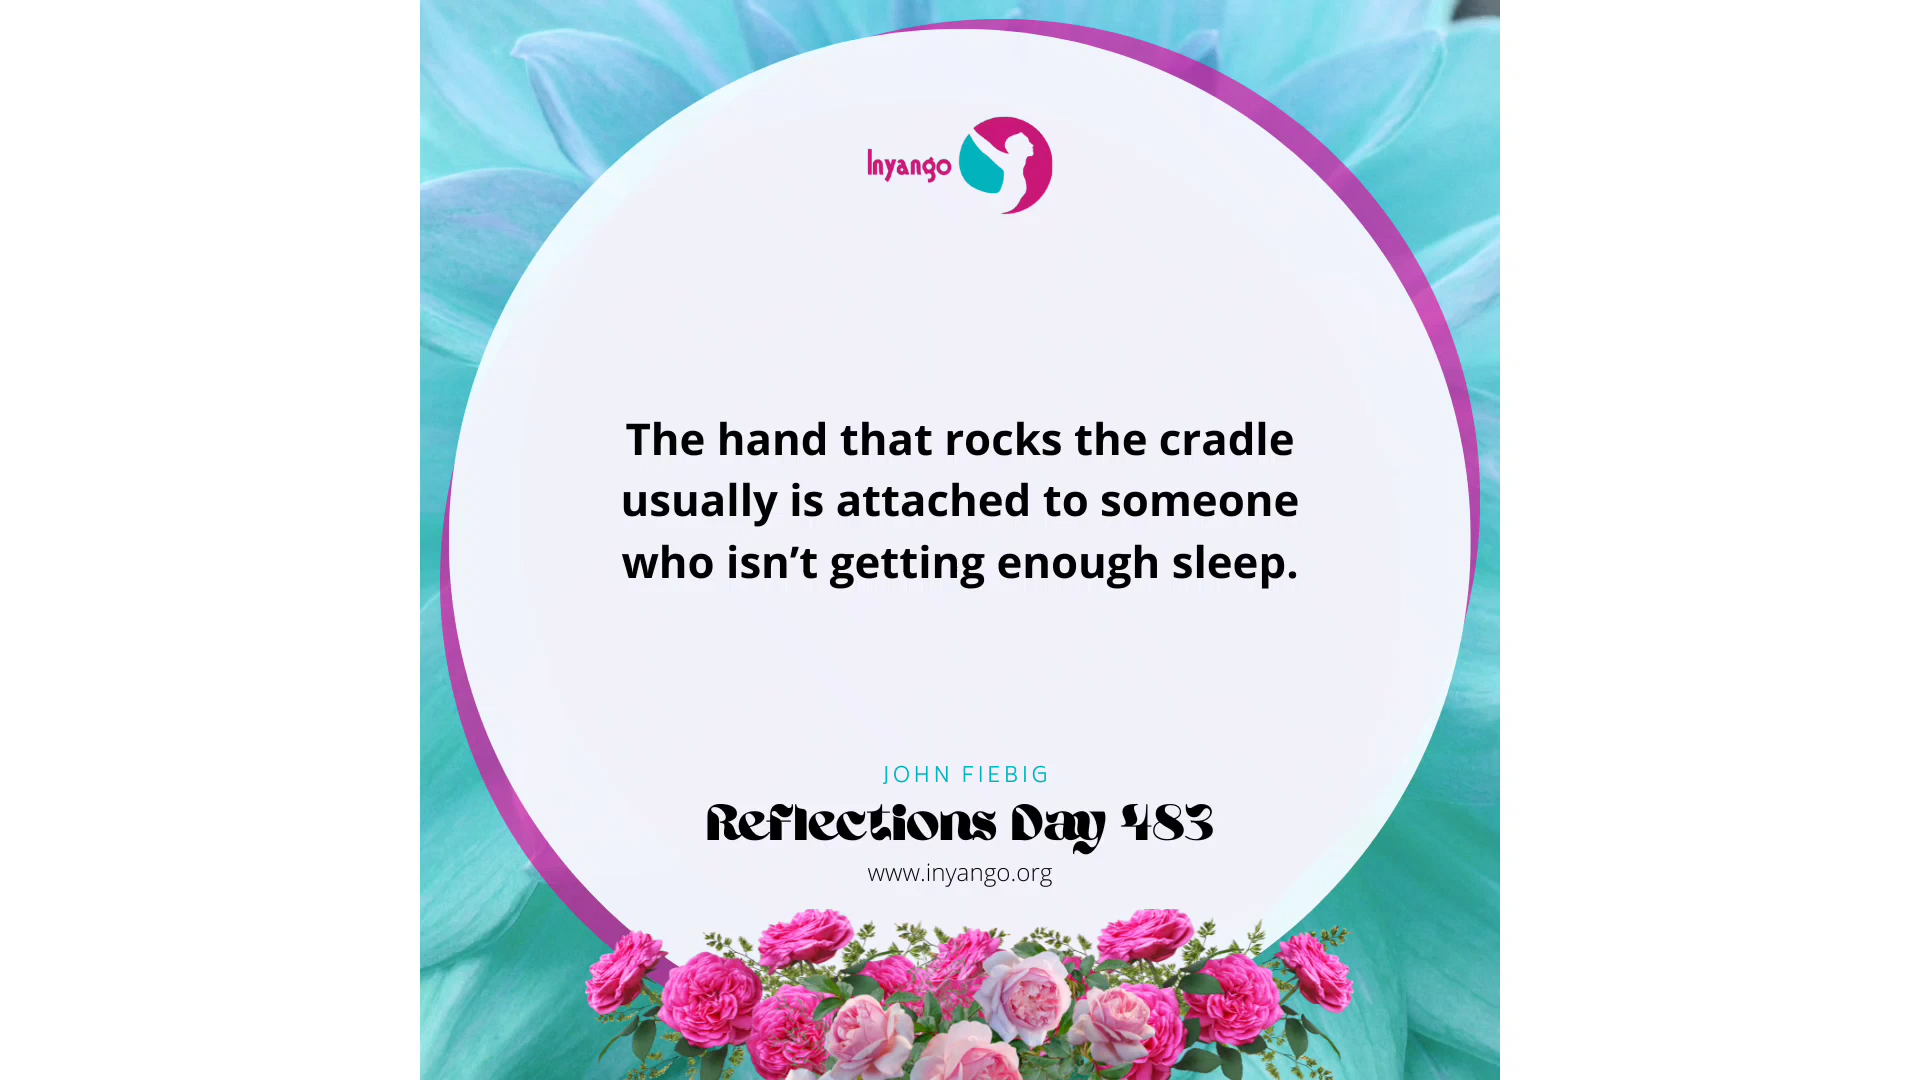 Inyango
The hand that rocks the cradle
usually is attached to someone
who isn’t getting enough sleep.
JOHN FIEBIG
Reflections Day 483
www.inyango.org